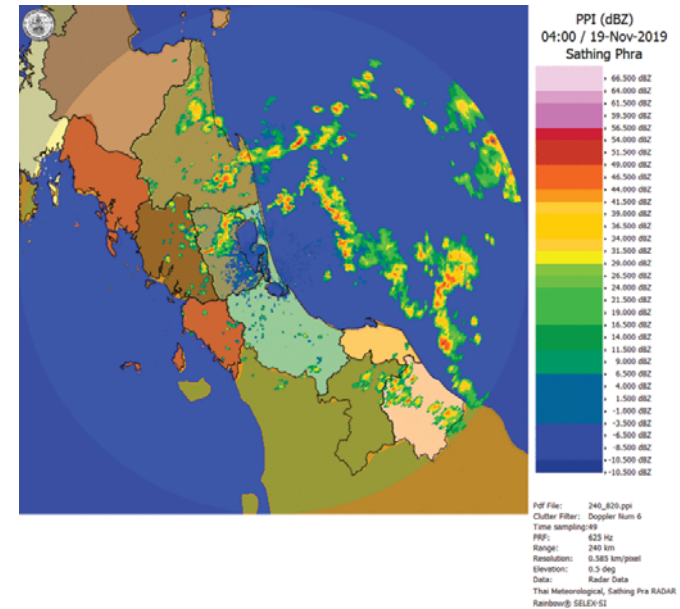 PPI (dBZ)
04:00 / 19-Nov-2019
Sathing Phra
66.500 dBZ
64.000 dBZ
61.500 dBZ
59.300 dBZ
56.500 dBZ
54.000 dBZ
51.500 dBZ
49.000 dBZ
46.500 dBZ
44.000 dBZ
41.500 dBZ
39.000 dBZ
36.500 dBZ
34.000 dBZ
31.500 dBZ
29.000 dBZ
26.500 dBZ
24.000 dBZ
21.500 dBZ
19.000 dBZ
16.500 dBZ
14.000 dBZ
11.500 dBZ
9.000 dBZ
6.500 dBZ
4.000 dBZ
1.500 dBZ
-1.000 dBZ
-3.500 dBZ
-6.500 dBZ
-8.500 dBZ
-10.500 dBZ
-10.500 dBZ
Pdf File: 240_820.ppi
Clutter Filter: Doppler Num 6
Time sampling:49
PRF: 625 Hz
Range: 240 km
Resolution: 0.585 km/pixel
Elevation: 0.5 deg
Data: Radar Data
Thai Meteorological, Sathing Pra RADAR
Rainbow® SELEX-SI